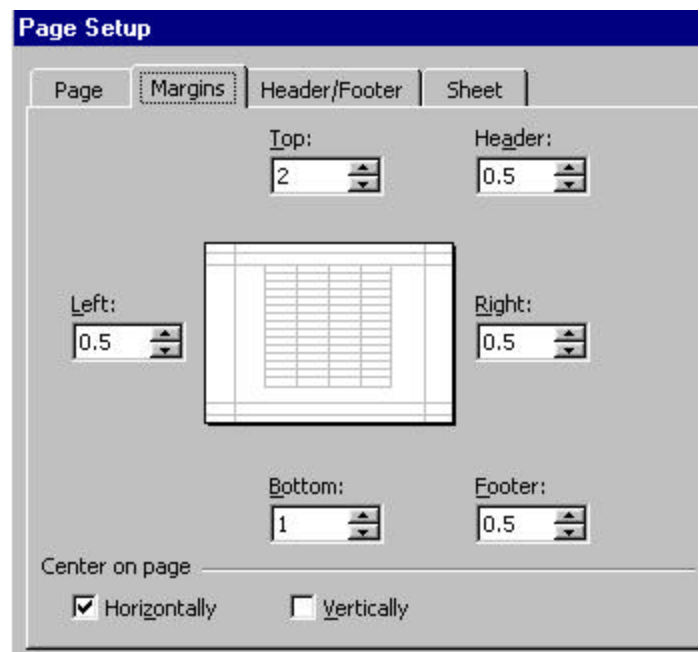 Page Setup
Page Margins Header/Footer Sheet
Top: Header:
2 0.5
Left: Right:
0.5 0.5
Bottom: Footer:
1 0.5
Center on page
Horizontally Vertically